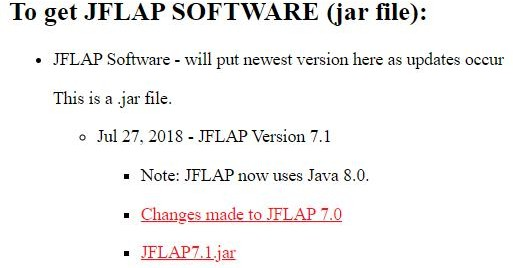 To get JFLAP SOFTWARE (jar file):
JFLAP Software - will put newest version here as updates occur
This is a .jar file.
Jul 27, 2018 - JFLAP Version 7.1
Note: JFLAP now uses Java 8.0.
Changes made to JFLAP 7.0
JFLAP7.1.jar